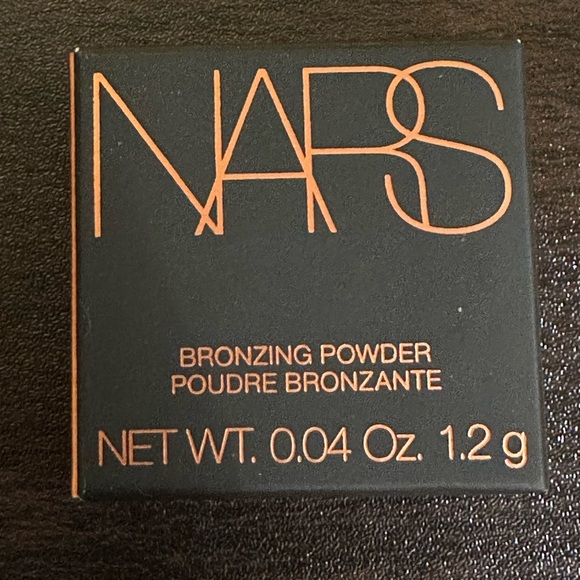 NARS
BRONZING POWDER
POUDRE BRONZANTE
NET WT. 0.04 Oz. 1.2 g